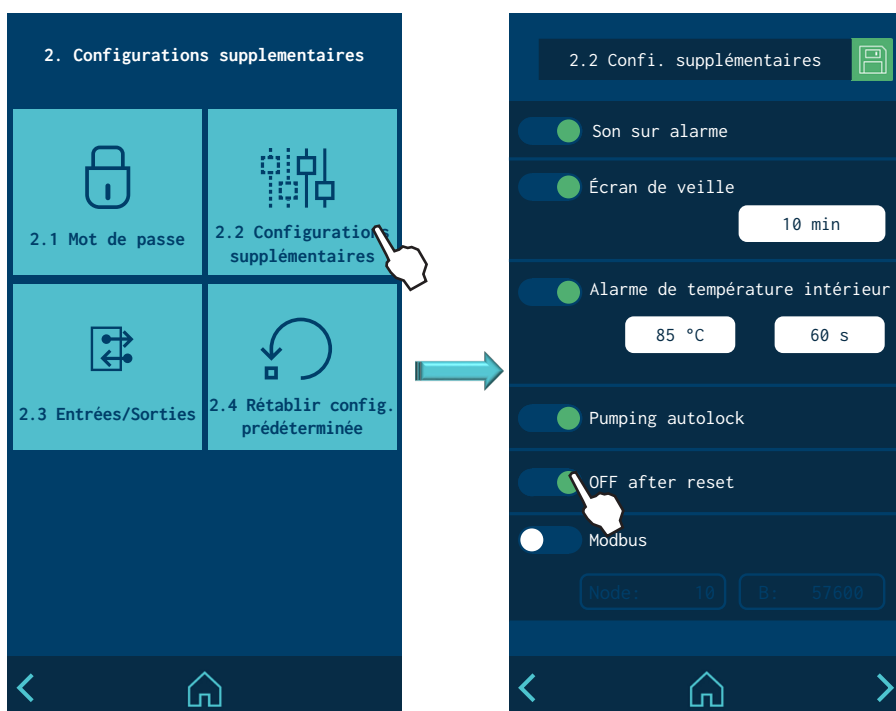 2. Configurations supplementaires
2.1 Mot de passe
2.2 Configurations
supplémentaires
2.3 Entrées/Sorties
2.4 Rétablir config.
prédéterminée
2.2 Confi. supplémentaires
Son sur alarme
Écran de veille
10 min
Alarme de température intérieur
85 °C
60 s
Pumping autolock
OFF after reset
Modbus
Node: 10
B: 57600